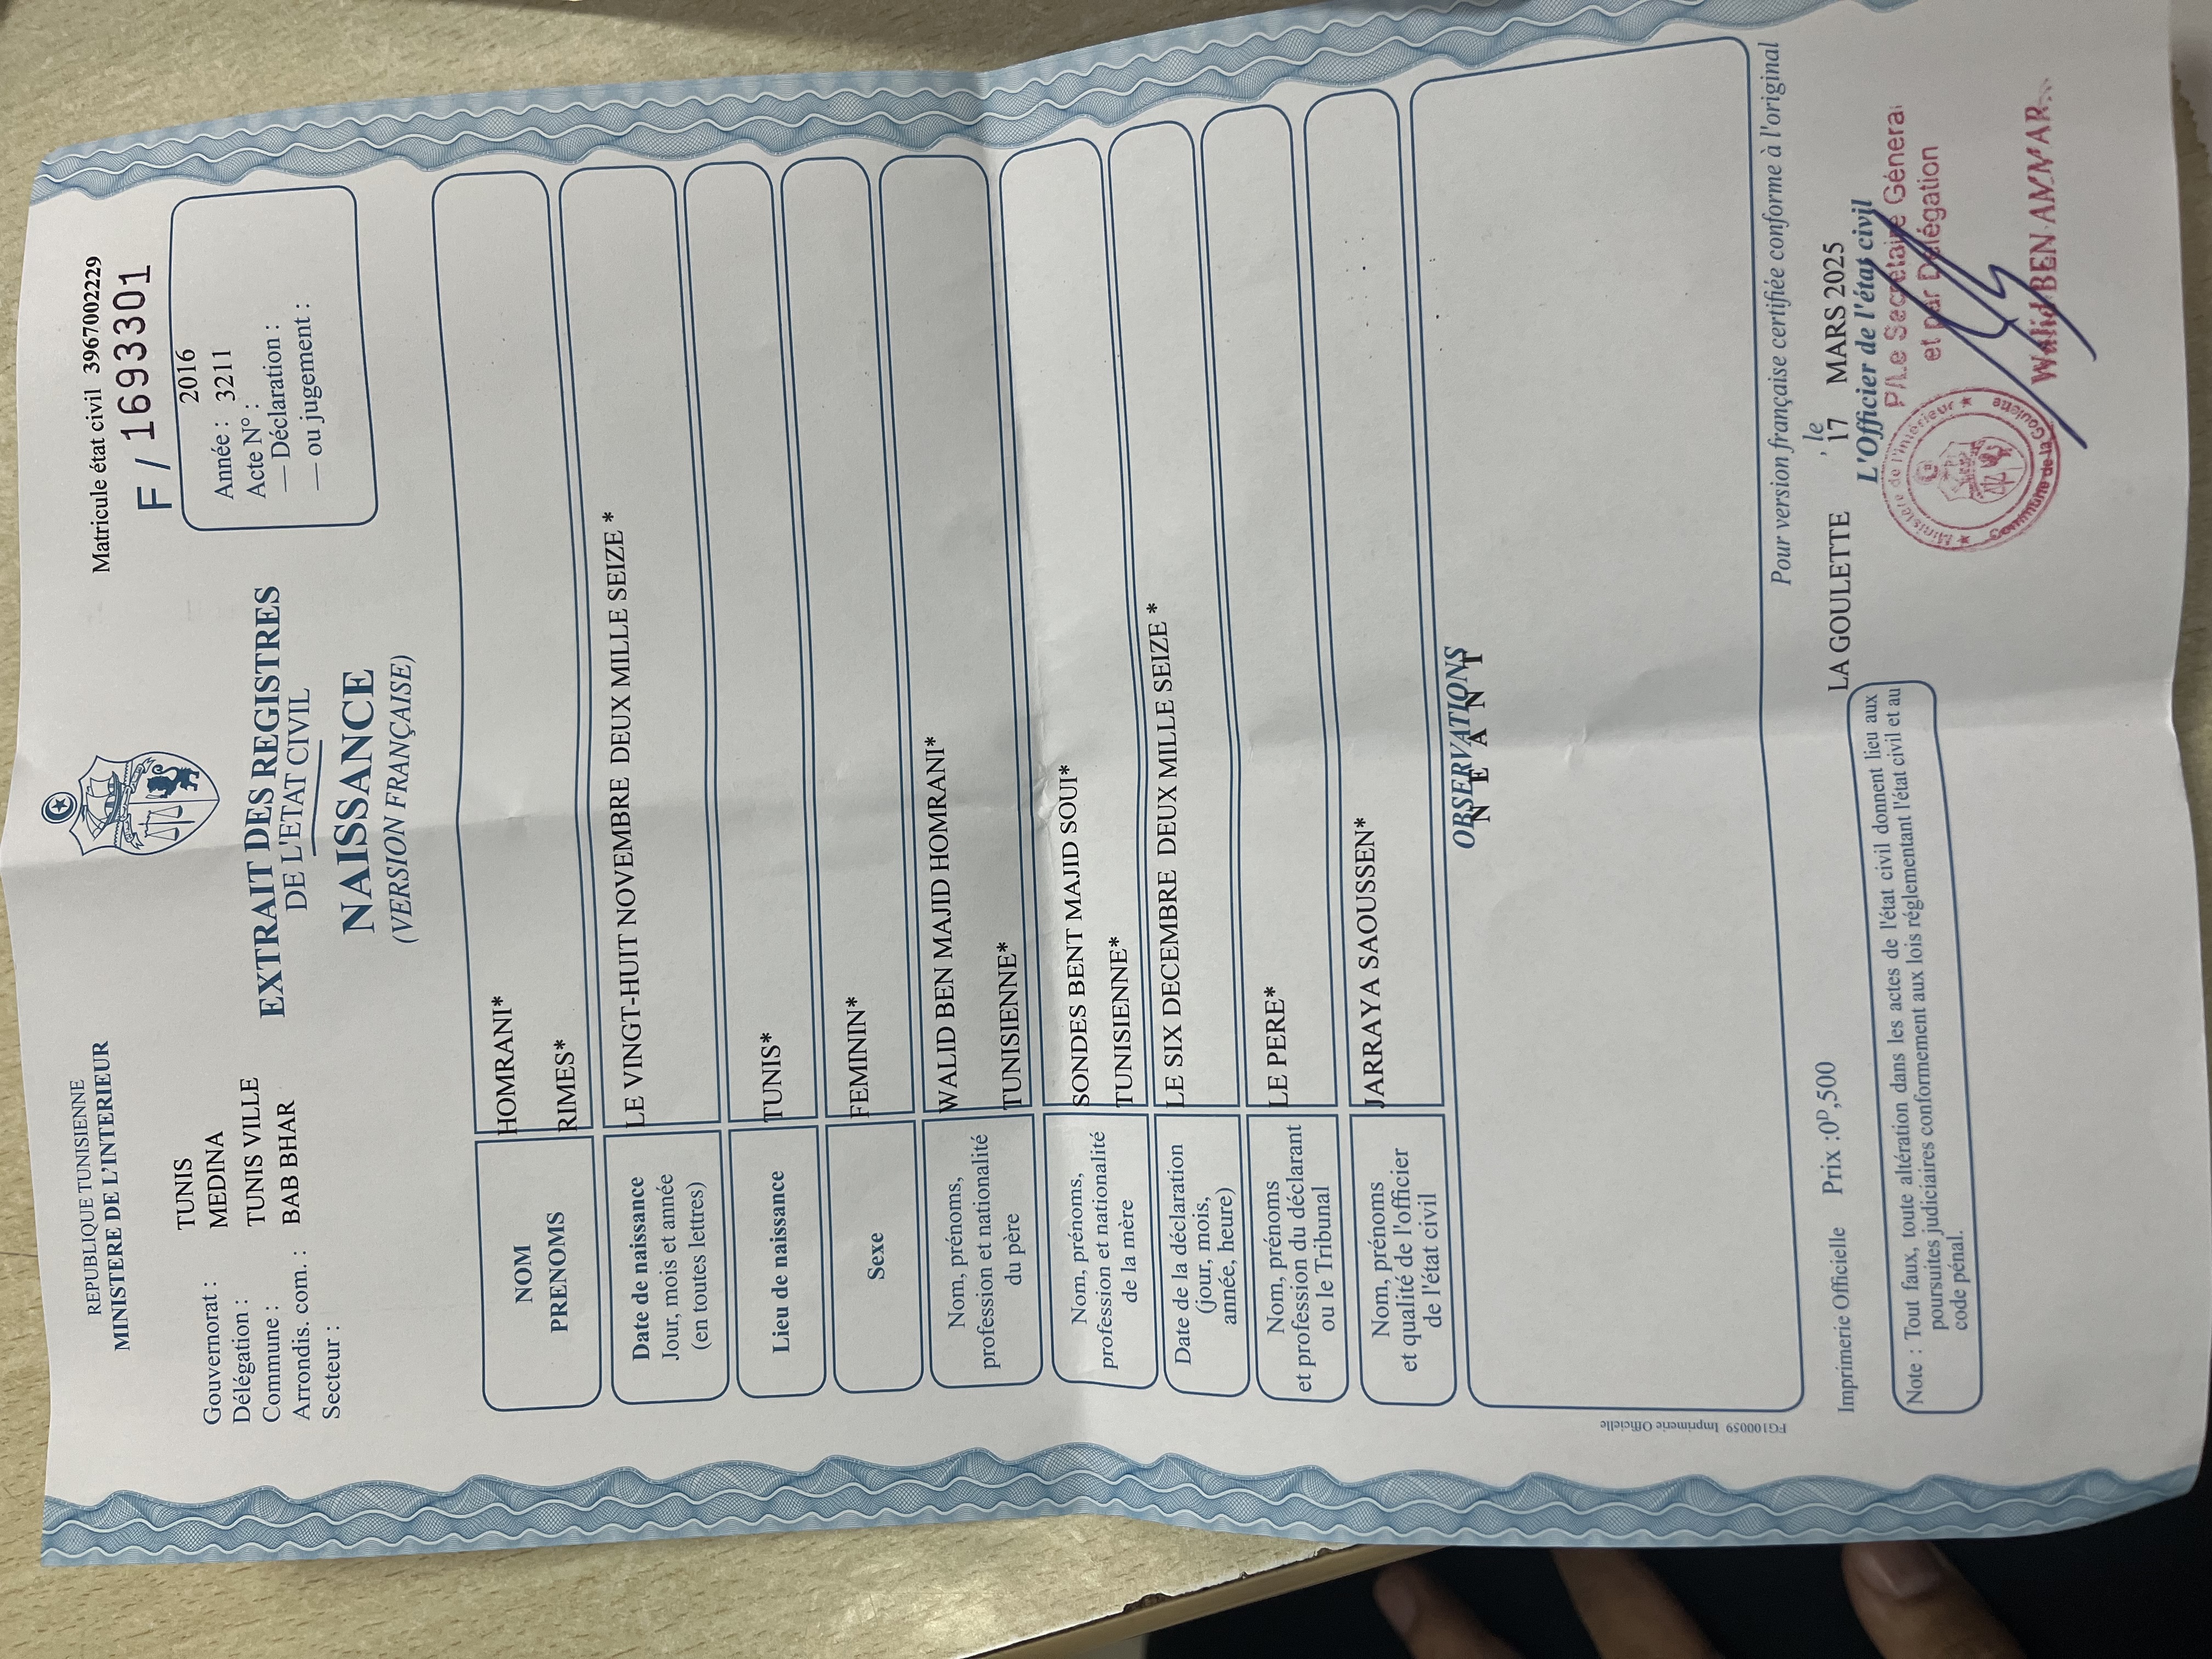 REPUBLIQUE TUNISIENNE
MINISTERE DE L'INTERIEUR
Matricule état civil 3967002229
F / 1693301
Gouvernorat : TUNIS
Délégation : MEDINA
Commune : TUNIS VILLE
Arrondis. com. : BAB BHAR
Secteur :
2016
Année : 3211
Acte N° :
— Déclaration :
— ou jugement :
EXTRAIT DES REGISTRES
DE L'ETAT CIVIL
NAISSANCE
(VERSION FRANÇAISE)
NOM HOMRANI*
PRENOMS RIMES*
Date de naissance
Jour, mois et année
(en toutes lettres)
LE VINGT-HUIT NOVEMBRE DEUX MILLE SEIZE *
Lieu de naissance TUNIS*
Sexe FEMININ*
Nom, prénoms,
profession et nationalité
du père
WALID BEN MAJID HOMRANI*
TUNISIENNE*
Nom, prénoms,
profession et nationalité
de la mère
SONDES BENT MAJID SOUI*
TUNISIENNE*
Date de la déclaration
(jour, mois,
année, heure)
LE SIX DECEMBRE DEUX MILLE SEIZE *
Nom, prénoms
et profession du déclarant
ou le Tribunal
LE PERE*
Nom, prénoms
et qualité de l'officier
de l'état civil
JARRAYA SAOUSSEN*
OBSERVATIONS
N E A N T
FG100059 Imprimerie Officielle
Pour version française certifiée conforme à l'original
Imprimerie Officielle Prix :0D,500
LA GOULETTE , le 17 MARS 2025
L'Officier de l'état civil
P/Le Secrétaire Général
et par Délégation
Walid BEN AMMAR
★ Ministère de l'Intérieur ★
Commune de la Goulette
Note : Tout faux, toute altération dans les actes de l'état civil donnent lieu aux
poursuites judiciaires conformement aux lois réglementant l'état civil et au
code pénal.